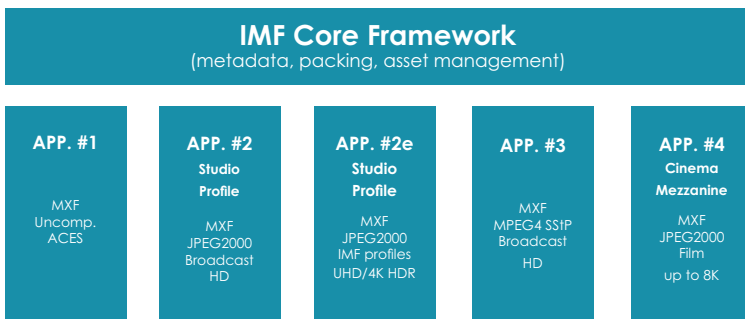 IMF Core Framework
(metadata, packing, asset management)
APP. #1
MXF
Uncomp.
ACES
APP. #2
Studio
Profile
MXF
JPEG2000
Broadcast
HD
APP. #2e
Studio
Profile
MXF
JPEG2000
IMF profiles
UHD/4K HDR
APP. #3
MXF
MPEG4 SStP
Broadcast
HD
APP. #4
Cinema
Mezzanine
MXF
JPEG2000
Film
up to 8K